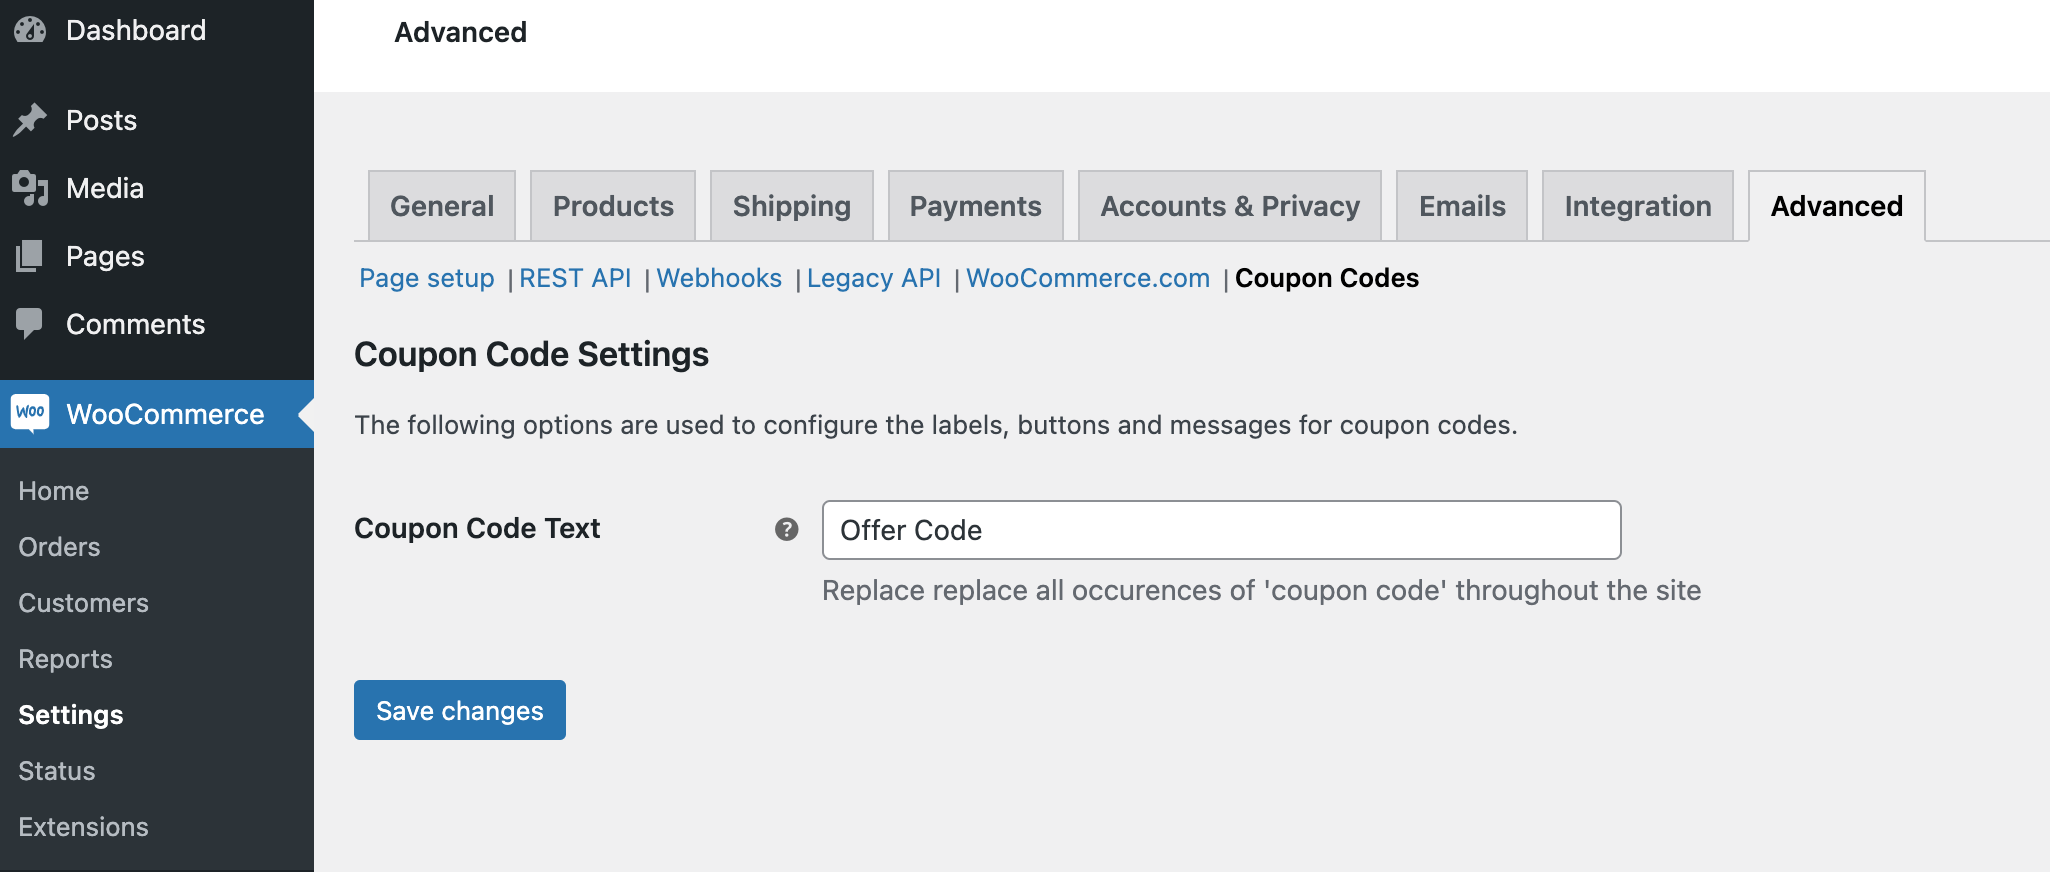 Dashboard
Posts
Media
Pages
Comments
Woo WooCommerce
Home
Orders
Customers
Reports
Settings
Status
Extensions
Advanced
General Products Shipping Payments Accounts & Privacy Emails Integration Advanced
Page setup | REST API | Webhooks | Legacy API | WooCommerce.com | Coupon Codes
Coupon Code Settings
The following options are used to configure the labels, buttons and messages for coupon codes.
Coupon Code Text ? Offer Code
Replace replace all occurences of 'coupon code' throughout the site
Save changes